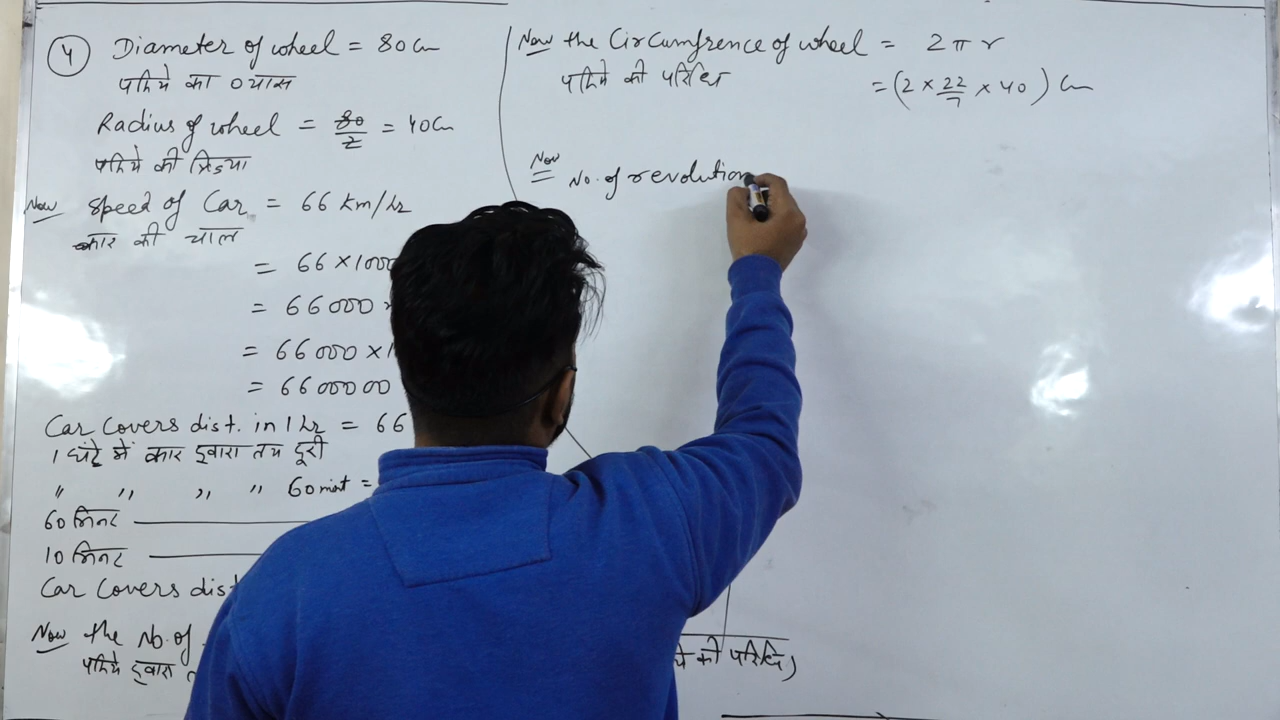 4 Diameter of wheel = 80 cm
पहिये का व्यास
Radius of wheel = 80/2 = 40 cm
पहिये की त्रिज्या
Now Speed of Car = 66 km/hr
कार की चाल
= 66 × 1000
= 66000
= 66000 ×
= 6600000
Car Covers dist. in 1 hr = 66
1 घंटे में कार द्वारा तय दूरी
" " " " 60 mint =
60 मिनट
10 मिनट
Car Covers dist
Now the No. of
पहिये द्वारा
की परिधि)
Now the Circumfrence of wheel = 2πr
पहिये की परिधि
= (2 × 22/7 × 40) cm
Now No. of revolution